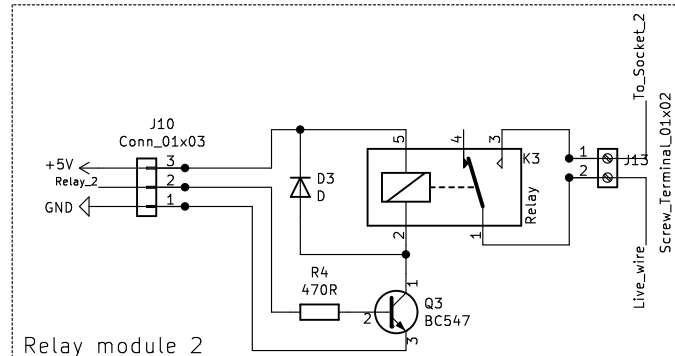 To_Socket_2
J10
Conn_01x03
+5V
3
Relay_2
2
GND
1
D3
D
5
4
3
K3
Relay
2
1
1
2
J13
Screw_Terminal_01x02
Live_wire
R4
470R
1
2
3
Q3
BC547
Relay module 2